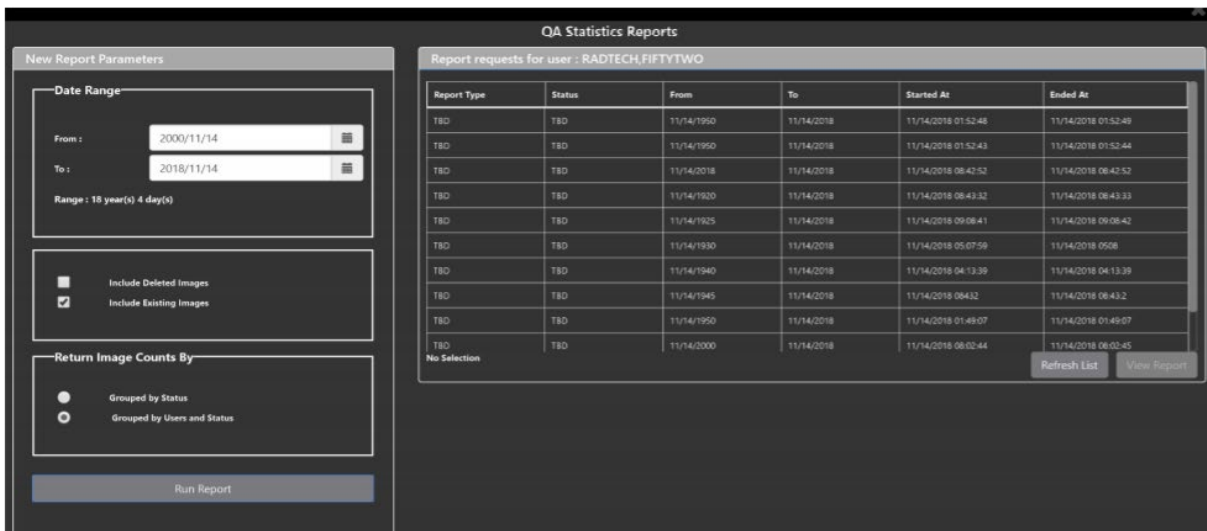 QA Statistics Reports
New Report Parameters
Date Range
From :
2000/11/14
To :
2018/11/14
Range : 18 year(s) 4 day(s)
Include Deleted Images
Include Existing Images
Return Image Counts By
Grouped by Status
Grouped by Users and Status
Run Report
Report requests for user : RADTECH,FIFTYTWO
Report Type Status From To Started At Ended At
TBD TBD 11/14/1950 11/14/2018 11/14/2018 01:52:48 11/14/2018 01:52:49
TBD TBD 11/14/1950 11/14/2018 11/14/2018 01:52:43 11/14/2018 01:52:44
TBD TBD 11/14/2018 11/14/2018 11/14/2018 08:42:52 11/14/2018 08:42:52
TBD TBD 11/14/1920 11/14/2018 11/14/2018 08:43:32 11/14/2018 08:43:33
TBD TBD 11/14/1925 11/14/2018 11/14/2018 09:08:41 11/14/2018 09:08:42
TBD TBD 11/14/1930 11/14/2018 11/14/2018 05:07:59 11/14/2018 0508
TBD TBD 11/14/1940 11/14/2018 11/14/2018 04:13:39 11/14/2018 04:13:39
TBD TBD 11/14/1945 11/14/2018 11/14/2018 08432 11/14/2018 08:43:2
TBD TBD 11/14/1950 11/14/2018 11/14/2018 01:49:07 11/14/2018 01:49:07
TBD TBD 11/14/2000 11/14/2018 11/14/2018 08:02:44 11/14/2018 08:02:45
No Selection
Refresh List View Report